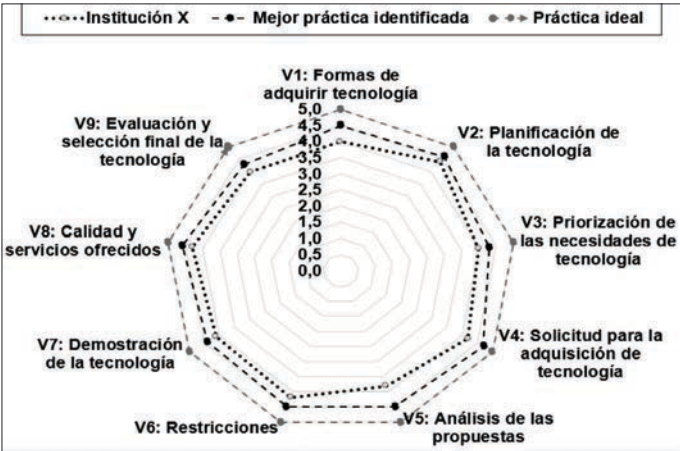 Institución X Mejor práctica identificada Práctica ideal
V1: Formas de
adquirir tecnología
5,0
4,5
4,0
3,5
3,0
2,5
2,0
1,5
1,0
0,5
0,0
V2: Planificación de
la tecnología
V3: Priorización de
las necesidades de
tecnología
V4: Solicitud para la
adquisición de
tecnología
V5: Análisis de las
propuestas
V6: Restricciones
V7: Demostración
de la tecnología
V8: Calidad y
servicios ofrecidos
V9: Evaluación y
selección final de la
tecnología